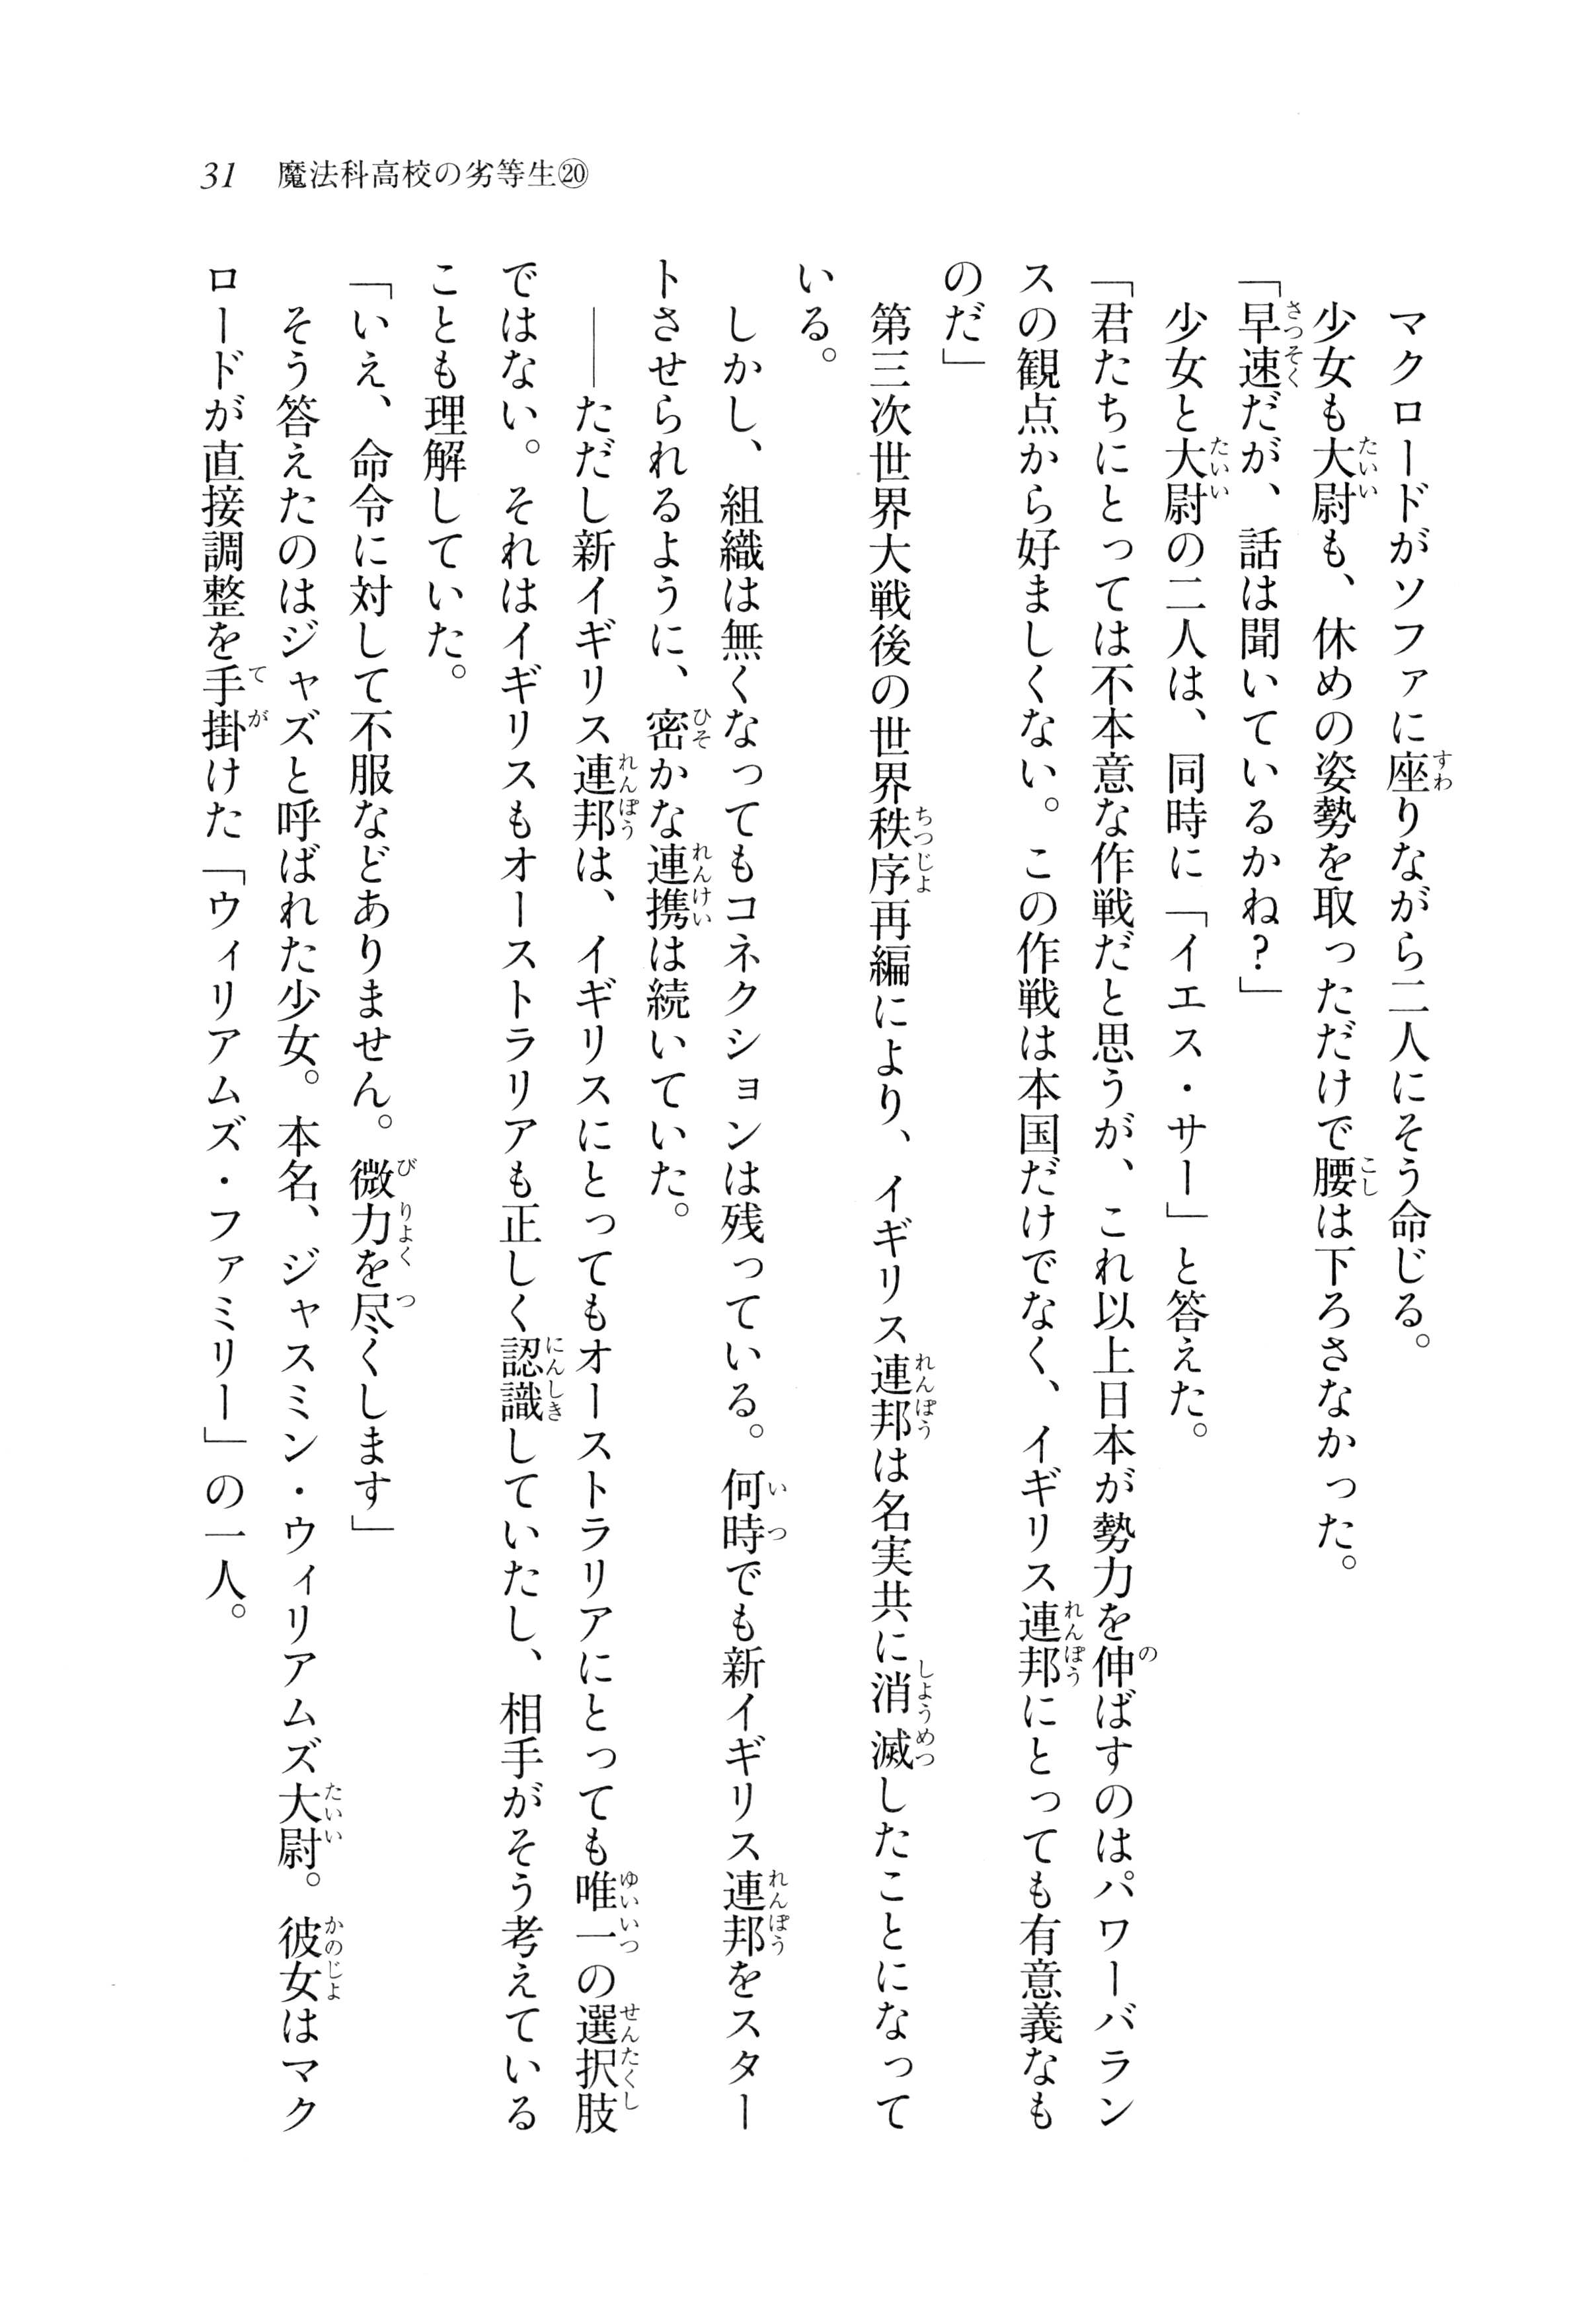 31 魔法科高校の劣等生⑳
マクロードがソファに座りながら二人にそう命じる。
少女も大尉も、休めの姿勢を取っただけで腰は下ろさなかった。
「早速だが、話は聞いているかね?」
少女と大尉の二人は、同時に「イエス・サー」と答えた。
「君たちにとっては不本意な作戦だと思うが、これ以上日本が勢力を伸ばすのはパワーバラン
スの観点から好ましくない。この作戦は本国だけでなく、イギリス連邦にとっても有意義なも
のだ」
第三次世界大戦後の世界秩序再編により、イギリス連邦は名実共に消滅したことになって
いる。
しかし、組織は無くなってもコネクションは残っている。何時でも新イギリス連邦をスター
トさせられるように、密かな連携は続いていた。
――ただし新イギリス連邦は、イギリスにとってもオーストラリアにとっても唯一の選択肢
ではない。それはイギリスもオーストラリアも正しく認識していたし、相手がそう考えている
ことも理解していた。
「いえ、命令に対して不服などありません。微力を尽くします」
そう答えたのはジャズと呼ばれた少女。本名、ジャスミン・ウィリアムズ大尉。彼女はマク
ロードが直接調整を手掛けた「ウィリアムズ・ファミリー」の一人。